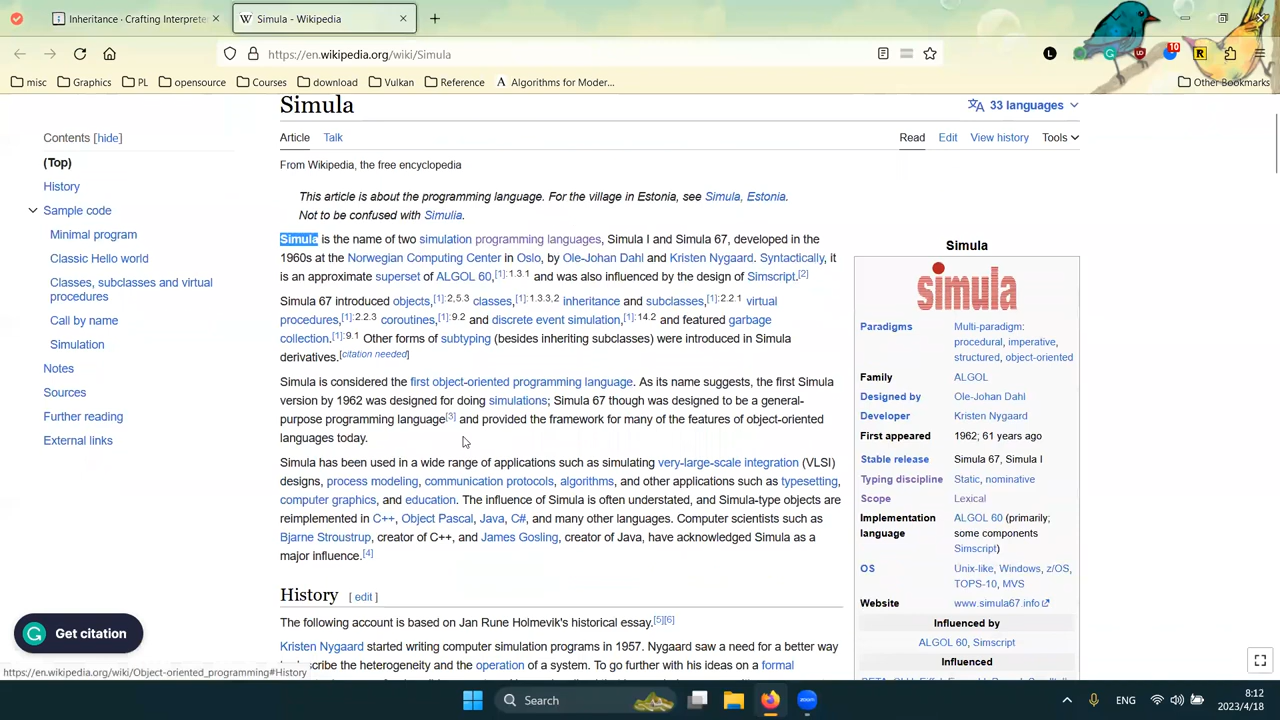 Inheritance · Crafting Interprete
Simula - Wikipedia
https://en.wikipedia.org/wiki/Simula
misc
Graphics
PL
opensource
Courses
download
Vulkan
Reference
Algorithms for Moder...
Other Bookmarks
10
Contents [hide]
(Top)
History
Sample code
Minimal program
Classic Hello world
Classes, subclasses and virtual
procedures
Call by name
Simulation
Notes
Sources
Further reading
External links
Simula
33 languages
Article Talk
Read Edit View history Tools
From Wikipedia, the free encyclopedia
This article is about the programming language. For the village in Estonia, see Simula, Estonia.
Not to be confused with Simulia.
Simula is the name of two simulation programming languages, Simula I and Simula 67, developed in the
1960s at the Norwegian Computing Center in Oslo, by Ole-Johan Dahl and Kristen Nygaard. Syntactically, it
is an approximate superset of ALGOL 60,[1]:1.3.1 and was also influenced by the design of Simscript.[2]
Simula 67 introduced objects,[1]:2, 5.3 classes,[1]:1.3.3, 2 inheritance and subclasses,[1]:2.2.1 virtual
procedures,[1]:2.2.3 coroutines,[1]:9.2 and discrete event simulation,[1]:14.2 and featured garbage
collection.[1]:9.1 Other forms of subtyping (besides inheriting subclasses) were introduced in Simula
derivatives.[citation needed]
Simula is considered the first object-oriented programming language. As its name suggests, the first Simula
version by 1962 was designed for doing simulations; Simula 67 though was designed to be a general-
purpose programming language[3] and provided the framework for many of the features of object-oriented
languages today.
Simula has been used in a wide range of applications such as simulating very-large-scale integration (VLSI)
designs, process modeling, communication protocols, algorithms, and other applications such as typesetting,
computer graphics, and education. The influence of Simula is often understated, and Simula-type objects are
reimplemented in C++, Object Pascal, Java, C#, and many other languages. Computer scientists such as
Bjarne Stroustrup, creator of C++, and James Gosling, creator of Java, have acknowledged Simula as a
major influence.[4]
History [ edit ]
The following account is based on Jan Rune Holmevik's historical essay.[5][6]
Kristen Nygaard started writing computer simulation programs in 1957. Nygaard saw a need for a better way
scribe the heterogeneity and the operation of a system. To go further with his ideas on a formal
Simula
simula
Paradigms Multi-paradigm:
procedural, imperative,
structured, object-oriented
Family ALGOL
Designed by Ole-Johan Dahl
Developer Kristen Nygaard
First appeared 1962; 61 years ago
Stable release Simula 67, Simula I
Typing discipline Static, nominative
Scope Lexical
Implementation ALGOL 60 (primarily;
language some components
Simscript)
OS Unix-like, Windows, z/OS,
TOPS-10, MVS
Website www.simula67.info
Influenced by
ALGOL 60, Simscript
Influenced
Get citation
https://en.wikipedia.org/wiki/Object-oriented_programming#History
Search
zoom
ENG
8:12
2023/4/18